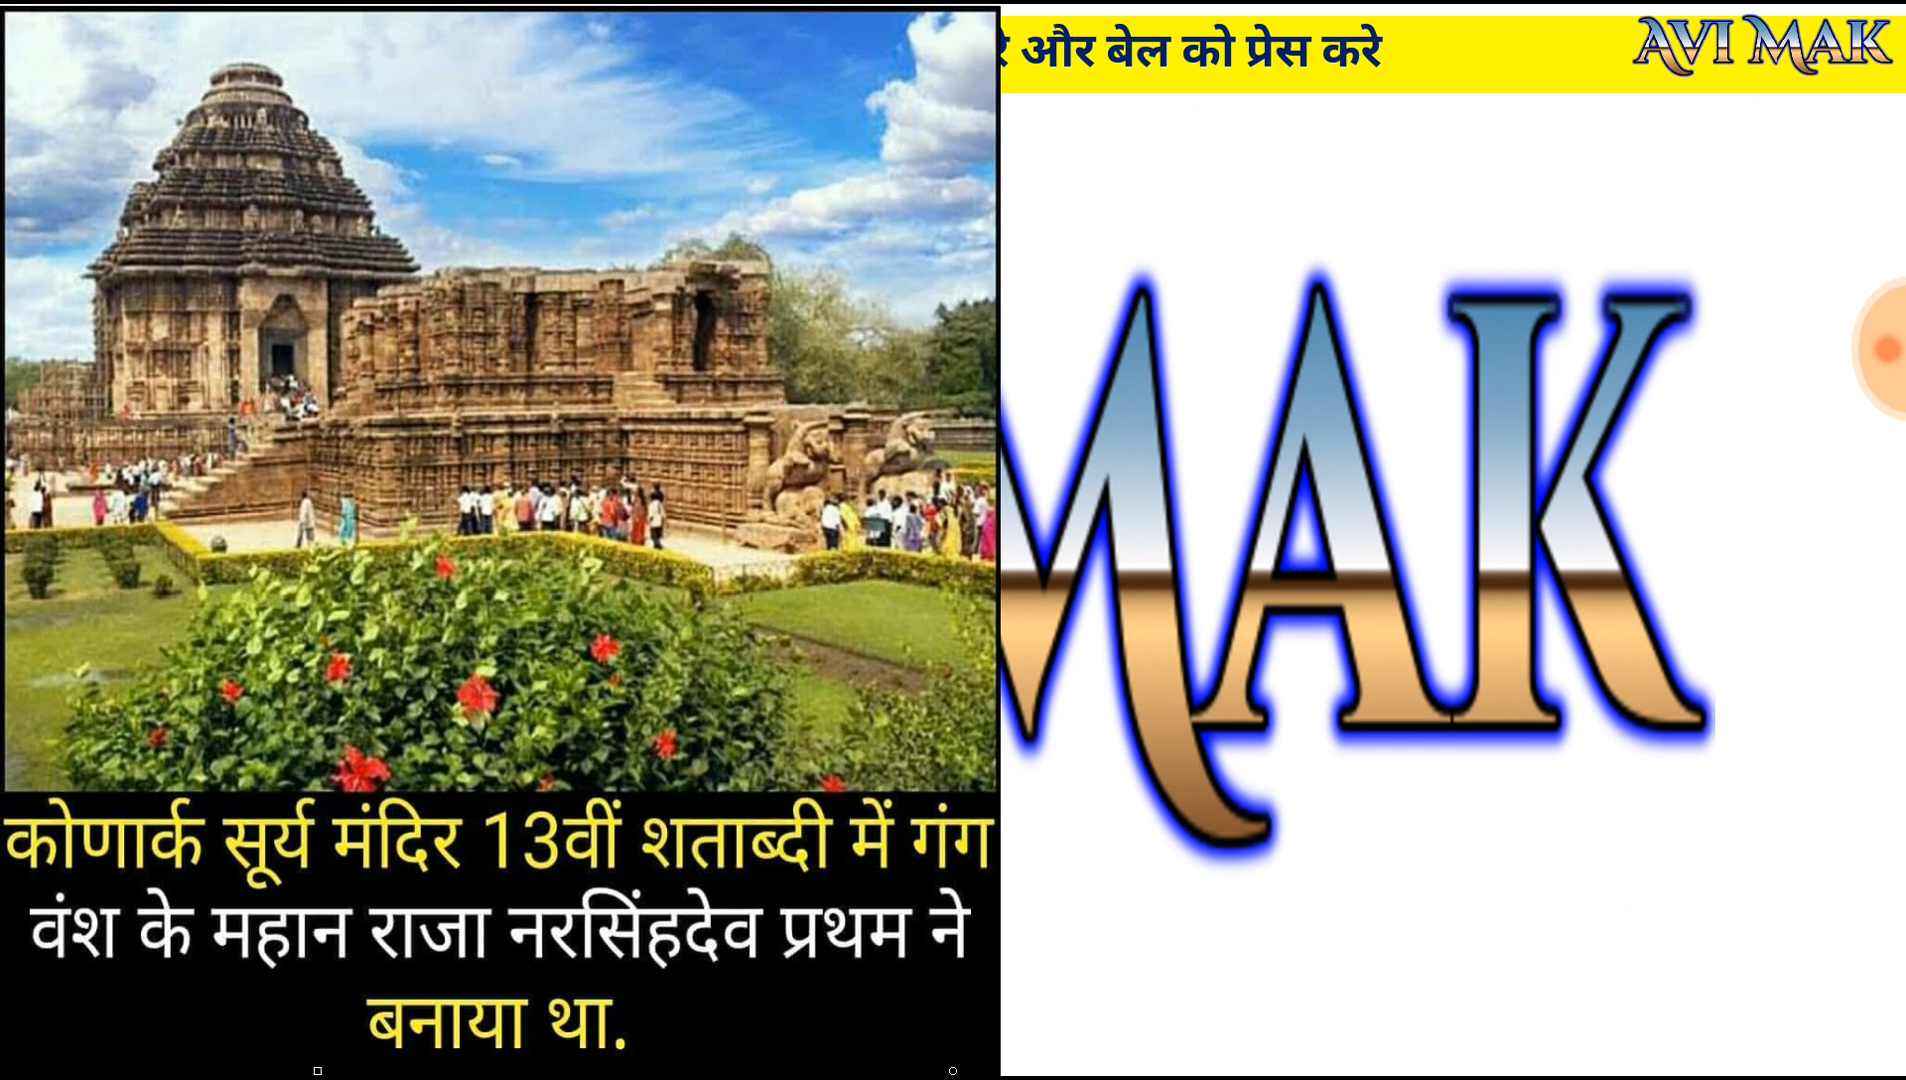 और बेल को प्रेस करे
AVI MAK
MAK
कोणार्क सूर्य मंदिर 13वीं शताब्दी में गंग
वंश के महान राजा नरसिंहदेव प्रथम ने
बनाया था.